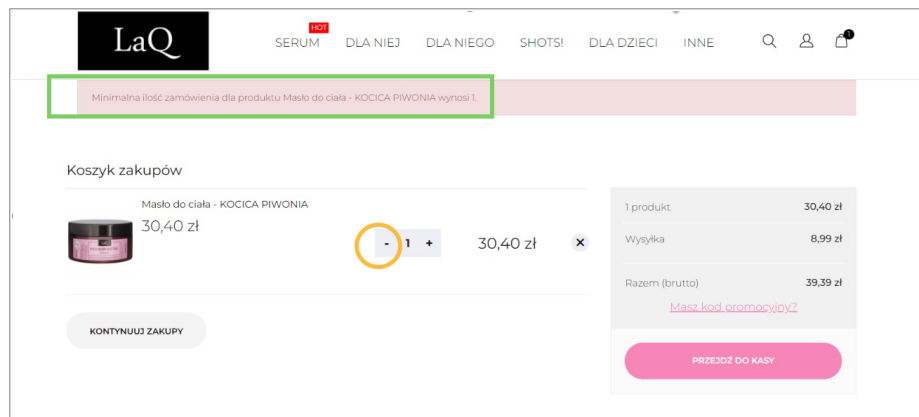 HOT
LaQ
SERUM DLA NIEJ DLA NIEGO SHOTS! DLA DZIECI INNE
1
Minimalna ilość zamówienia dla produktu Masło do ciała - KOCICA PIWONIA wynosi 1.
Koszyk zakupów
Masło do ciała - KOCICA PIWONIA
30,40 zł
- 1 + 30,40 zł ×
1 produkt 30,40 zł
Wysyłka 8,99 zł
Razem (brutto) 39,39 zł
Masz kod promocyjny?
KONTYNUUJ ZAKUPY
PRZEJDŹ DO KASY